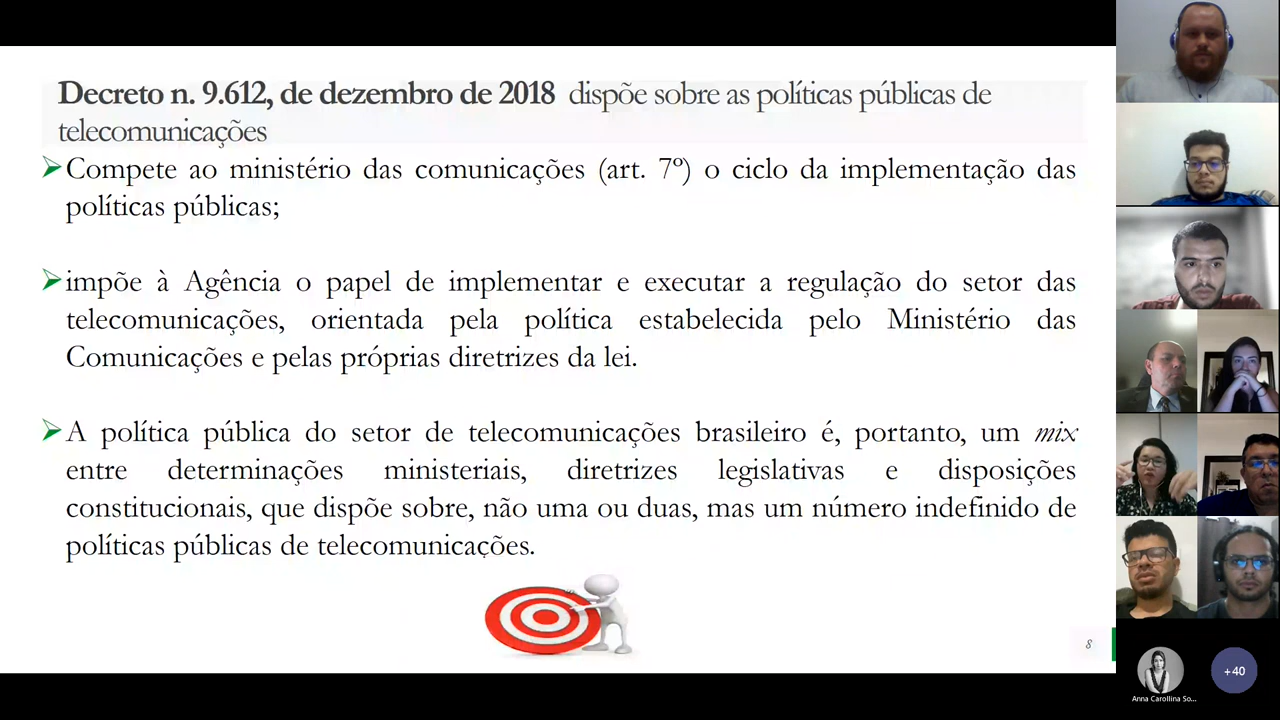 Decreto n. 9.612, de dezembro de 2018 dispõe sobre as políticas públicas de
telecomunicações
Compete ao ministério das comunicações (art. 7º) o ciclo da implementação das
políticas públicas;
impõe à Agência o papel de implementar e executar a regulação do setor das
telecomunicações, orientada pela política estabelecida pelo Ministério das
Comunicações e pelas próprias diretrizes da lei.
A política pública do setor de telecomunicações brasileiro é, portanto, um mix
entre determinações ministeriais, diretrizes legislativas e disposições
constitucionais, que dispõe sobre, não uma ou duas, mas um número indefinido de
políticas públicas de telecomunicações.
8
Anna Carollina So...
+40